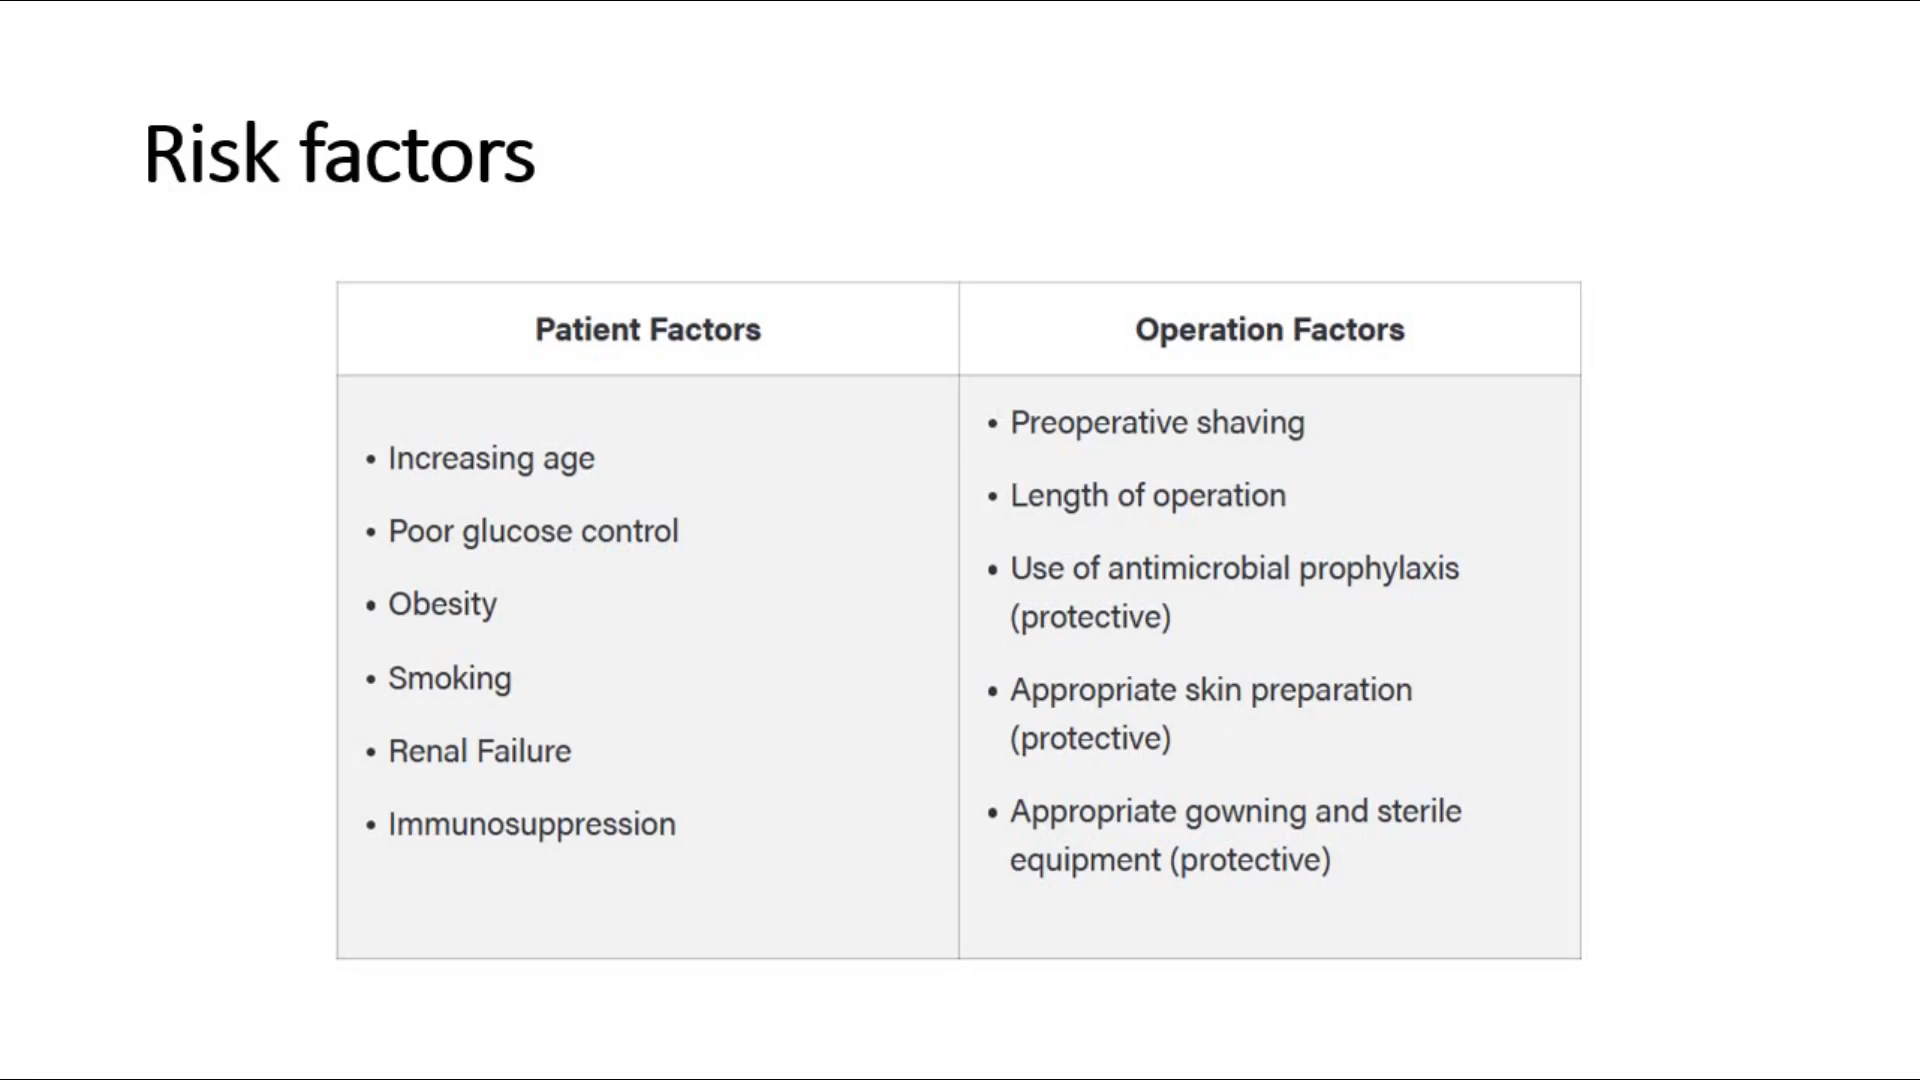 Risk factors
Patient Factors
Operation Factors
• Increasing age
• Poor glucose control
• Obesity
• Smoking
• Renal Failure
• Immunosuppression
• Preoperative shaving
• Length of operation
• Use of antimicrobial prophylaxis
(protective)
• Appropriate skin preparation
(protective)
• Appropriate gowning and sterile
equipment (protective)